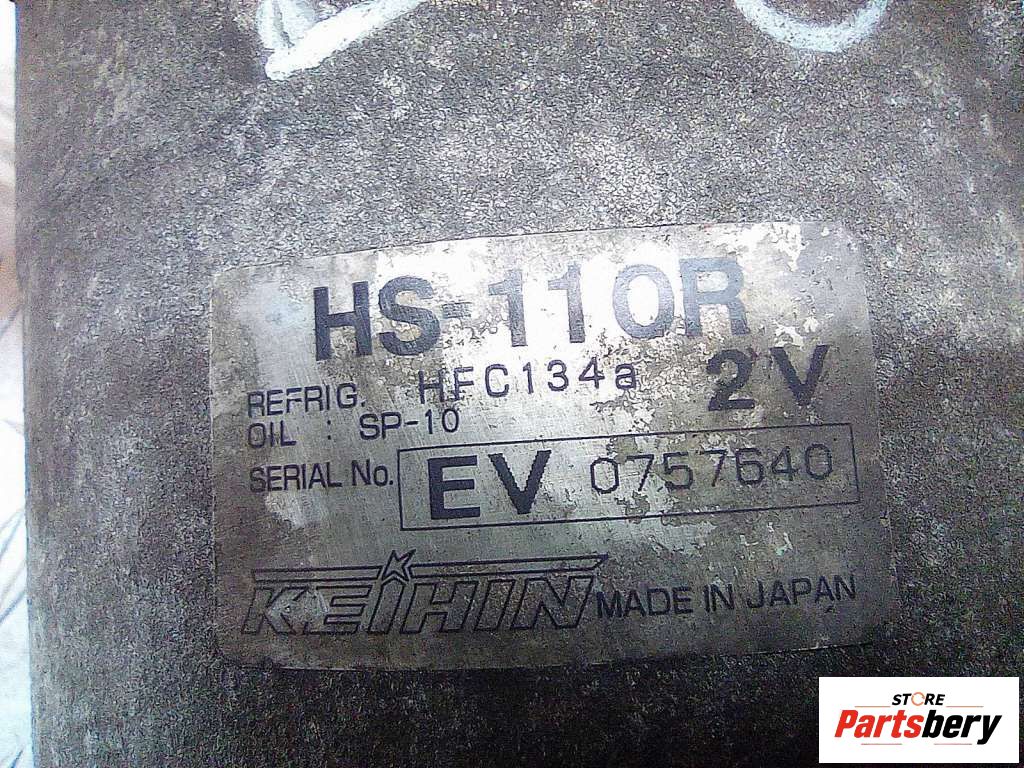 HS-110R
REFRIG. HFC134a 2V
OIL : SP-10
SERIAL No. EV 0757640
KEIHIN MADE IN JAPAN
STORE
Partsbery